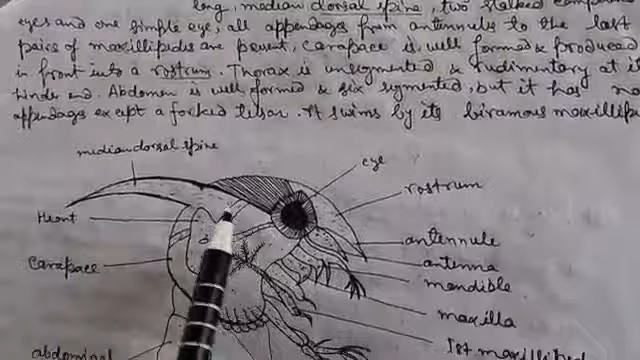 long, median dorsal spine, two stalked compound
eyes and one simple eye, all appendages from antennules to the last
pairs of maxillipedes are present, carapace is well formed & produced
in front into a rostrum. Thorax is unsegmented & rudimentary at its
hinder end. Abdomen is well formed & six segmented, but it has no
appendages except a forked telson. It swims by its biramous maxillipe
median dorsal spine
eye
rostrum
Heart
antennule
Carapace
antenna
mandible
maxilla
abdominal
1st maxilliped